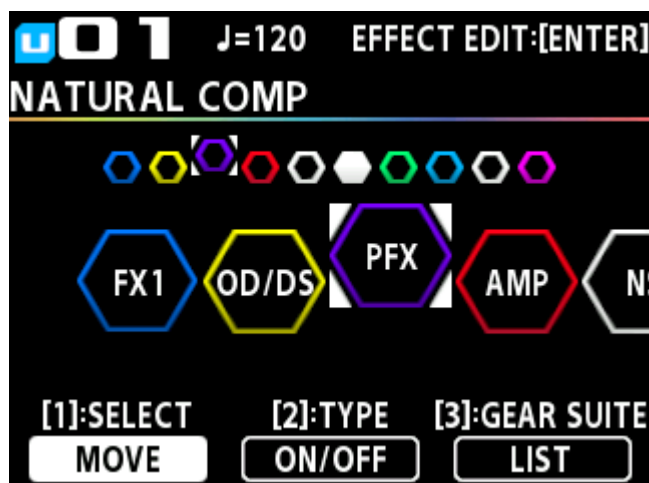 u01 ♩=120 EFFECT EDIT:[ENTER]
NATURAL COMP
FX1 OD/DS PFX AMP
[1]:SELECT [2]:TYPE [3]:GEAR SUITE
MOVE ON/OFF LIST